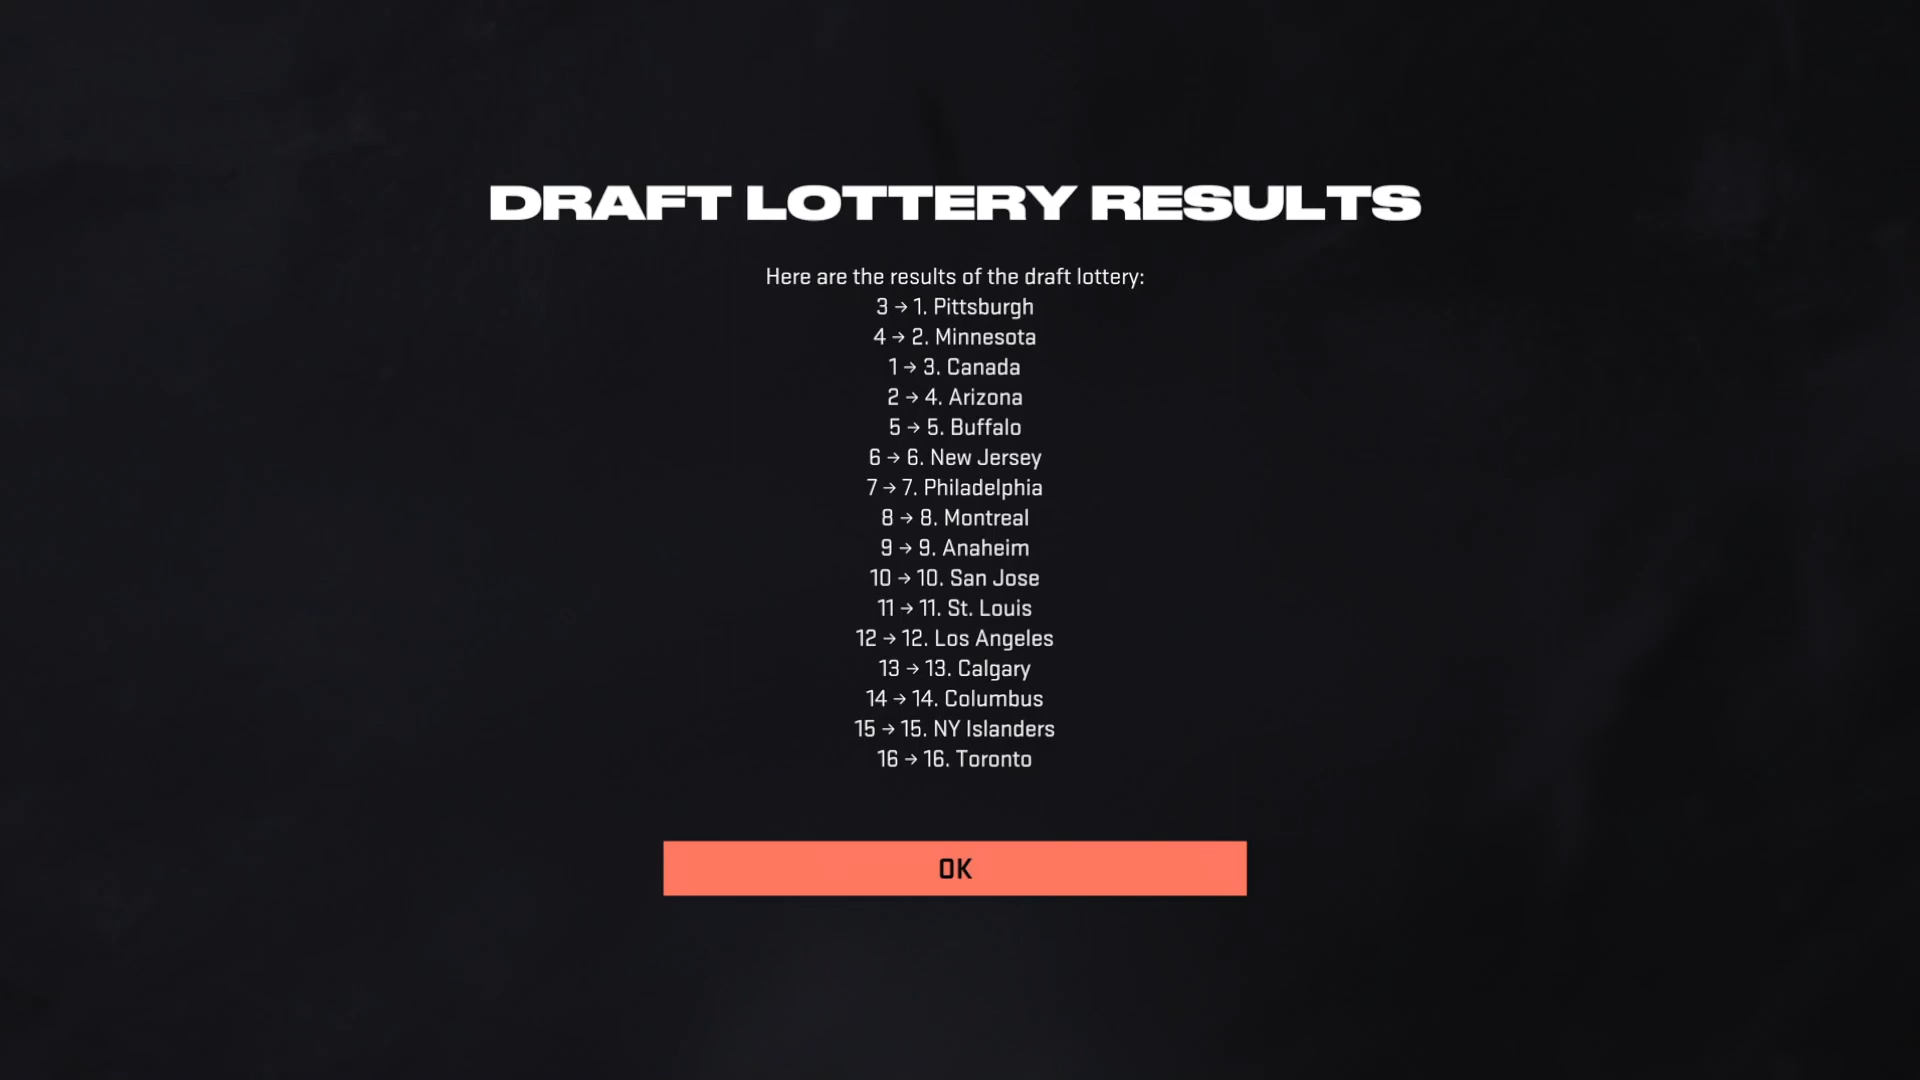 DRAFT LOTTERY RESULTS
Here are the results of the draft lottery:
3 → 1. Pittsburgh
4 → 2. Minnesota
1 → 3. Canada
2 → 4. Arizona
5 → 5. Buffalo
6 → 6. New Jersey
7 → 7. Philadelphia
8 → 8. Montreal
9 → 9. Anaheim
10 → 10. San Jose
11 → 11. St. Louis
12 → 12. Los Angeles
13 → 13. Calgary
14 → 14. Columbus
15 → 15. NY Islanders
16 → 16. Toronto
OK